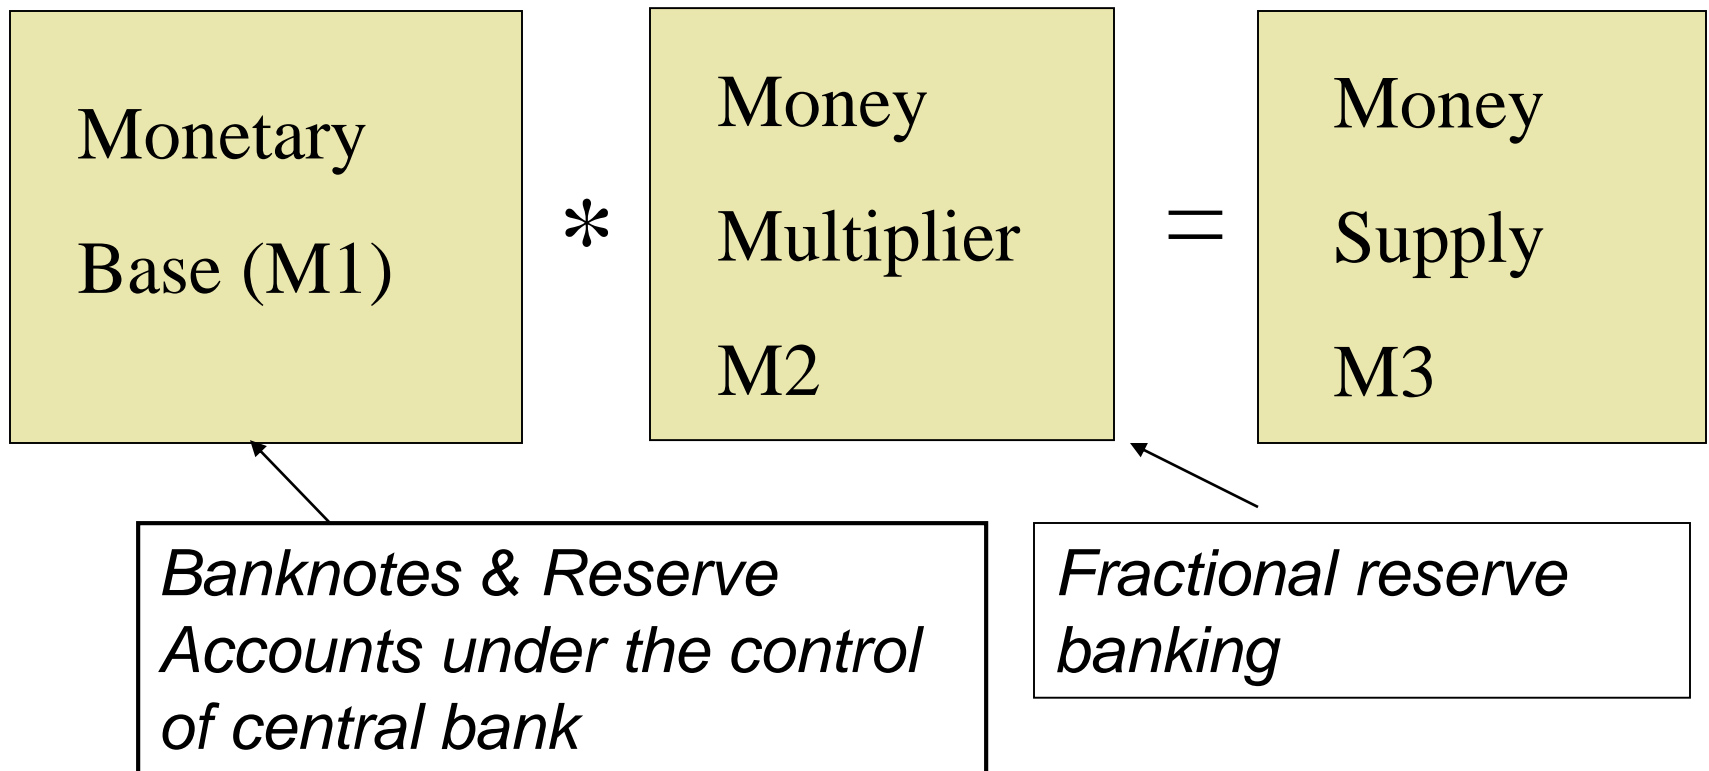 Monetary
Base (M1)
*
Money
Multiplier
M2
=
Money
Supply
M3
Banknotes & Reserve
Accounts under the control
of central bank
Fractional reserve
banking